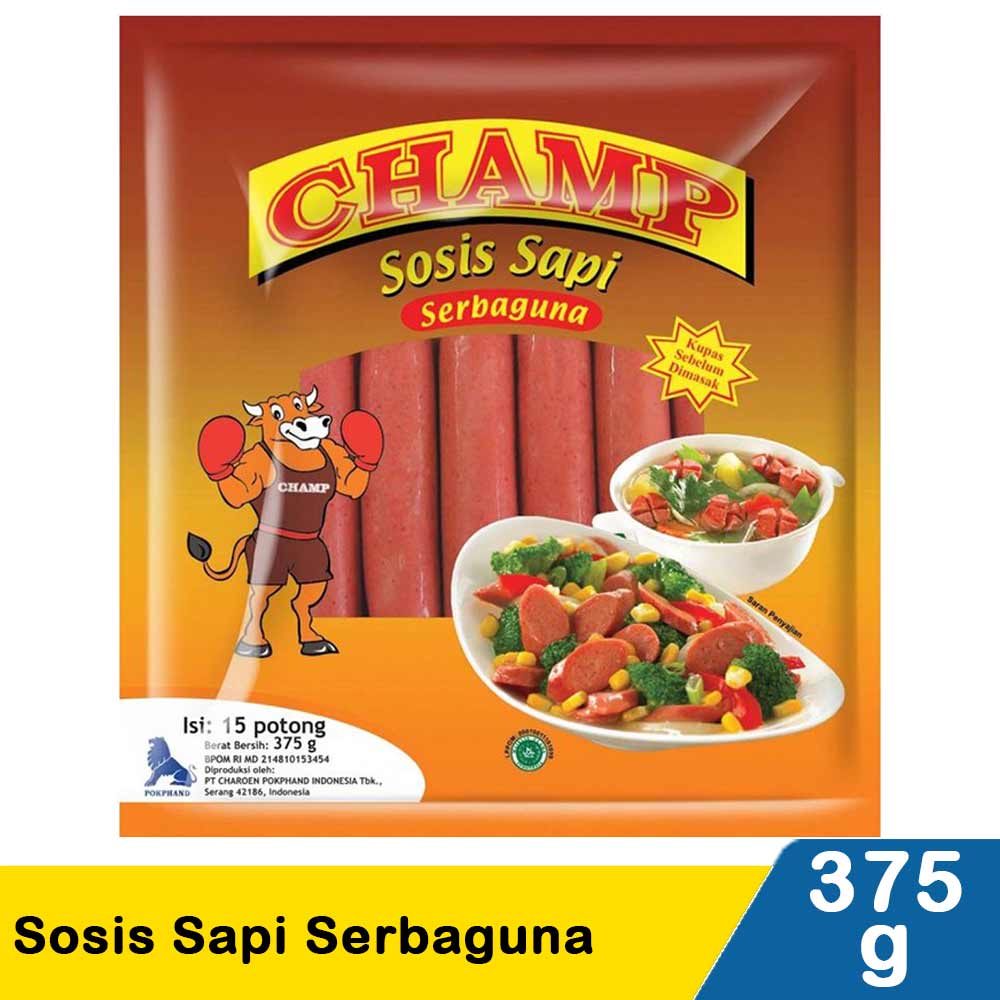 CHAMP
Sosis Sapi
Serbaguna
Kupas
Sebelum
Dimasak
CHAMP
Saran Penyajian
Isi: 15 potong
Berat Bersih: 375 g
BPOM RI MD 214810153454
Diproduksi oleh:
PT CHAROEN POKPHAND INDONESIA Tbk.,
Serang 42186, Indonesia
POKPHAND
Sosis Sapi Serbaguna
375
g